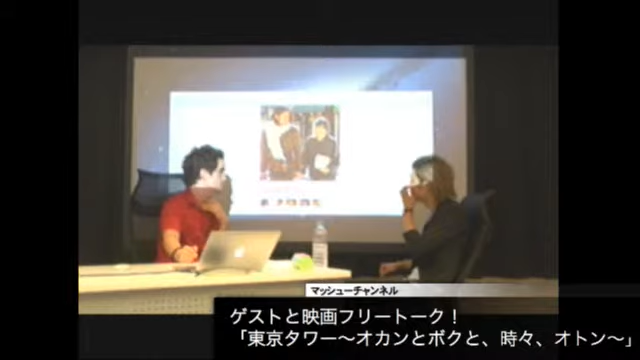 マッシューチャンネル
ゲストと映画フリートーク！
「東京タワー〜オカンとボクと、時々、オトン〜」